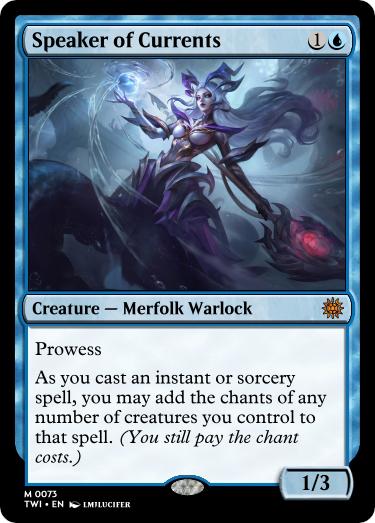 Speaker of Currents 1
Creature — Merfolk Warlock
Prowess
As you cast an instant or sorcery
spell, you may add the chants of any
number of creatures you control to
that spell. (You still pay the chant
costs.)
1/3
M 0073
TWI • EN LMJLUCIFER